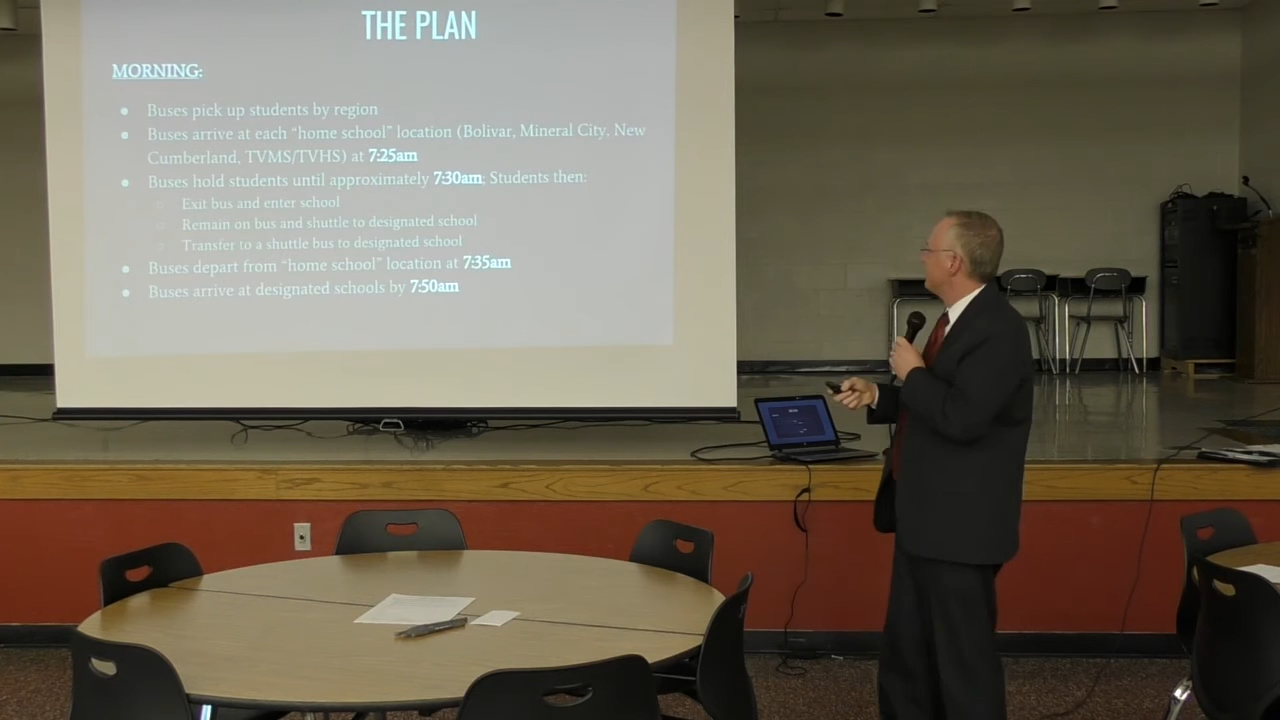 THE PLAN
MORNING:
● Buses pick up students by region
● Buses arrive at each “home school” location (Bolivar, Mineral City, New
Cumberland, TVMS/TVHS) at 7:25am
● Buses hold students until approximately 7:30am; Students then:
○ Exit bus and enter school
○ Remain on bus and shuttle to designated school
○ Transfer to a shuttle bus to designated school
● Buses depart from “home school” location at 7:35am
● Buses arrive at designated schools by 7:50am